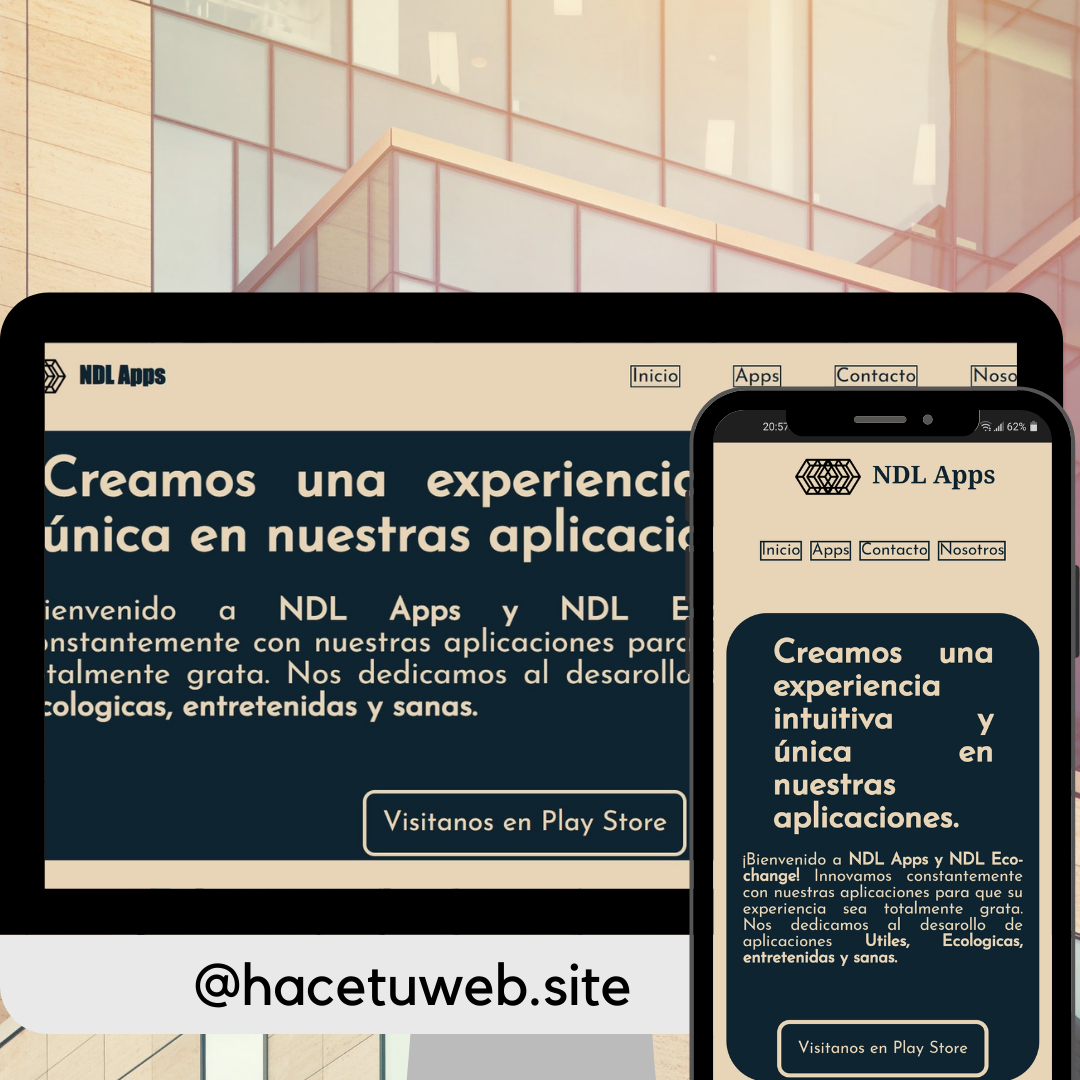 NDL Apps
Inicio Apps Contacto Noso
Creamos una experiencia
única en nuestras aplicacio
ienvenido a NDL Apps y NDL E
onstantemente con nuestras aplicaciones para
talmente grata. Nos dedicamos al desarollo
cologicas, entretenidas y sanas.
Visitanos en Play Store
@hacetuweb.site
20:57 62%
NDL Apps
Inicio Apps Contacto Nosotros
Creamos una
experiencia
intuitiva y
única en
nuestras
aplicaciones.
¡Bienvenido a NDL Apps y NDL Eco-
change! Innovamos constantemente
con nuestras aplicaciones para que su
experiencia sea totalmente grata.
Nos dedicamos al desarollo de
aplicaciones Utiles, Ecologicas,
entretenidas y sanas.
Visitanos en Play Store